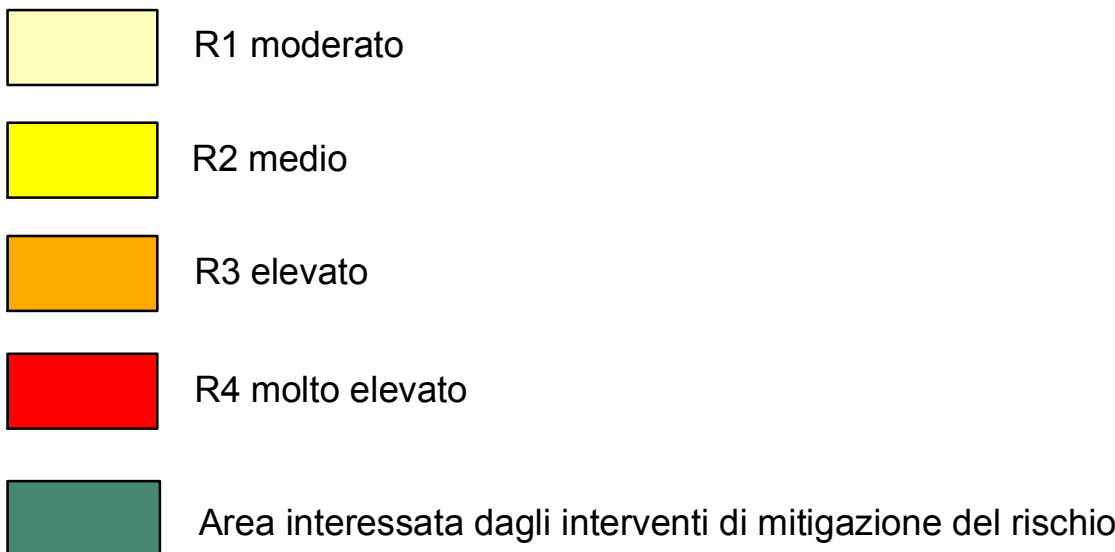 R1 moderato
R2 medio
R3 elevato
R4 molto elevato
Area interessata dagli interventi di mitigazione del rischio